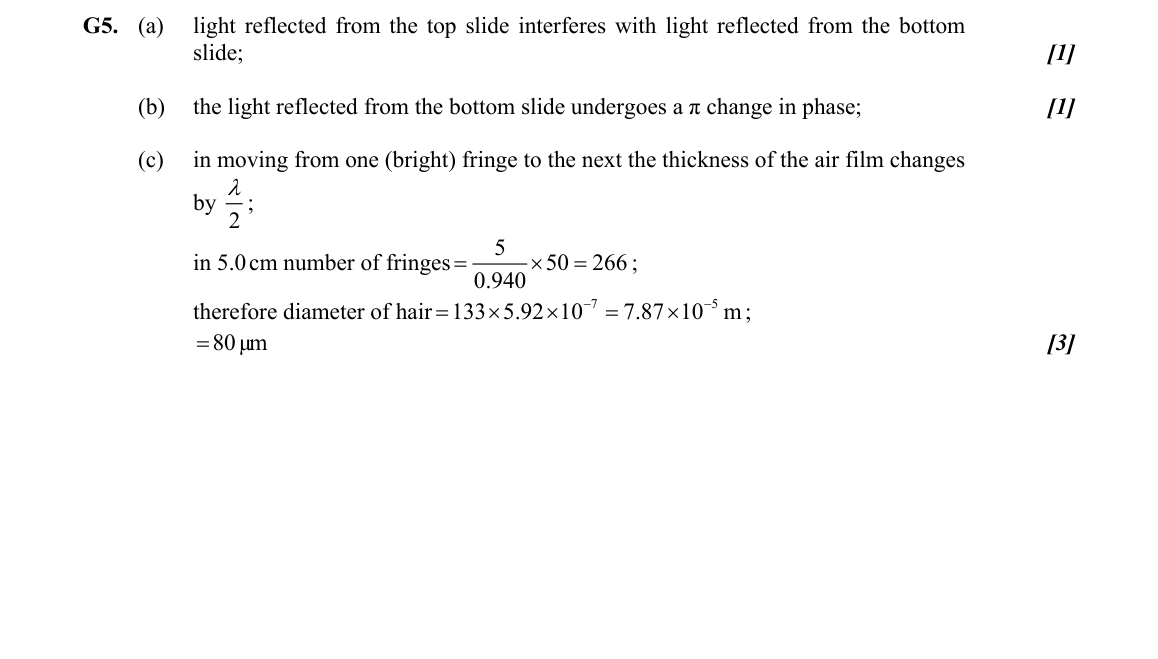 G5. (a) light reflected from the top slide interferes with light reflected from the bottom
slide; [1]
(b) the light reflected from the bottom slide undergoes a π change in phase; [1]
(c) in moving from one (bright) fringe to the next the thickness of the air film changes
by λ/2;
in 5.0 cm number of fringes = 5/0.940 × 50 = 266;
therefore diameter of hair = 133 × 5.92 × 10⁻⁷ = 7.87 × 10⁻⁵ m;
= 80 μm [3]